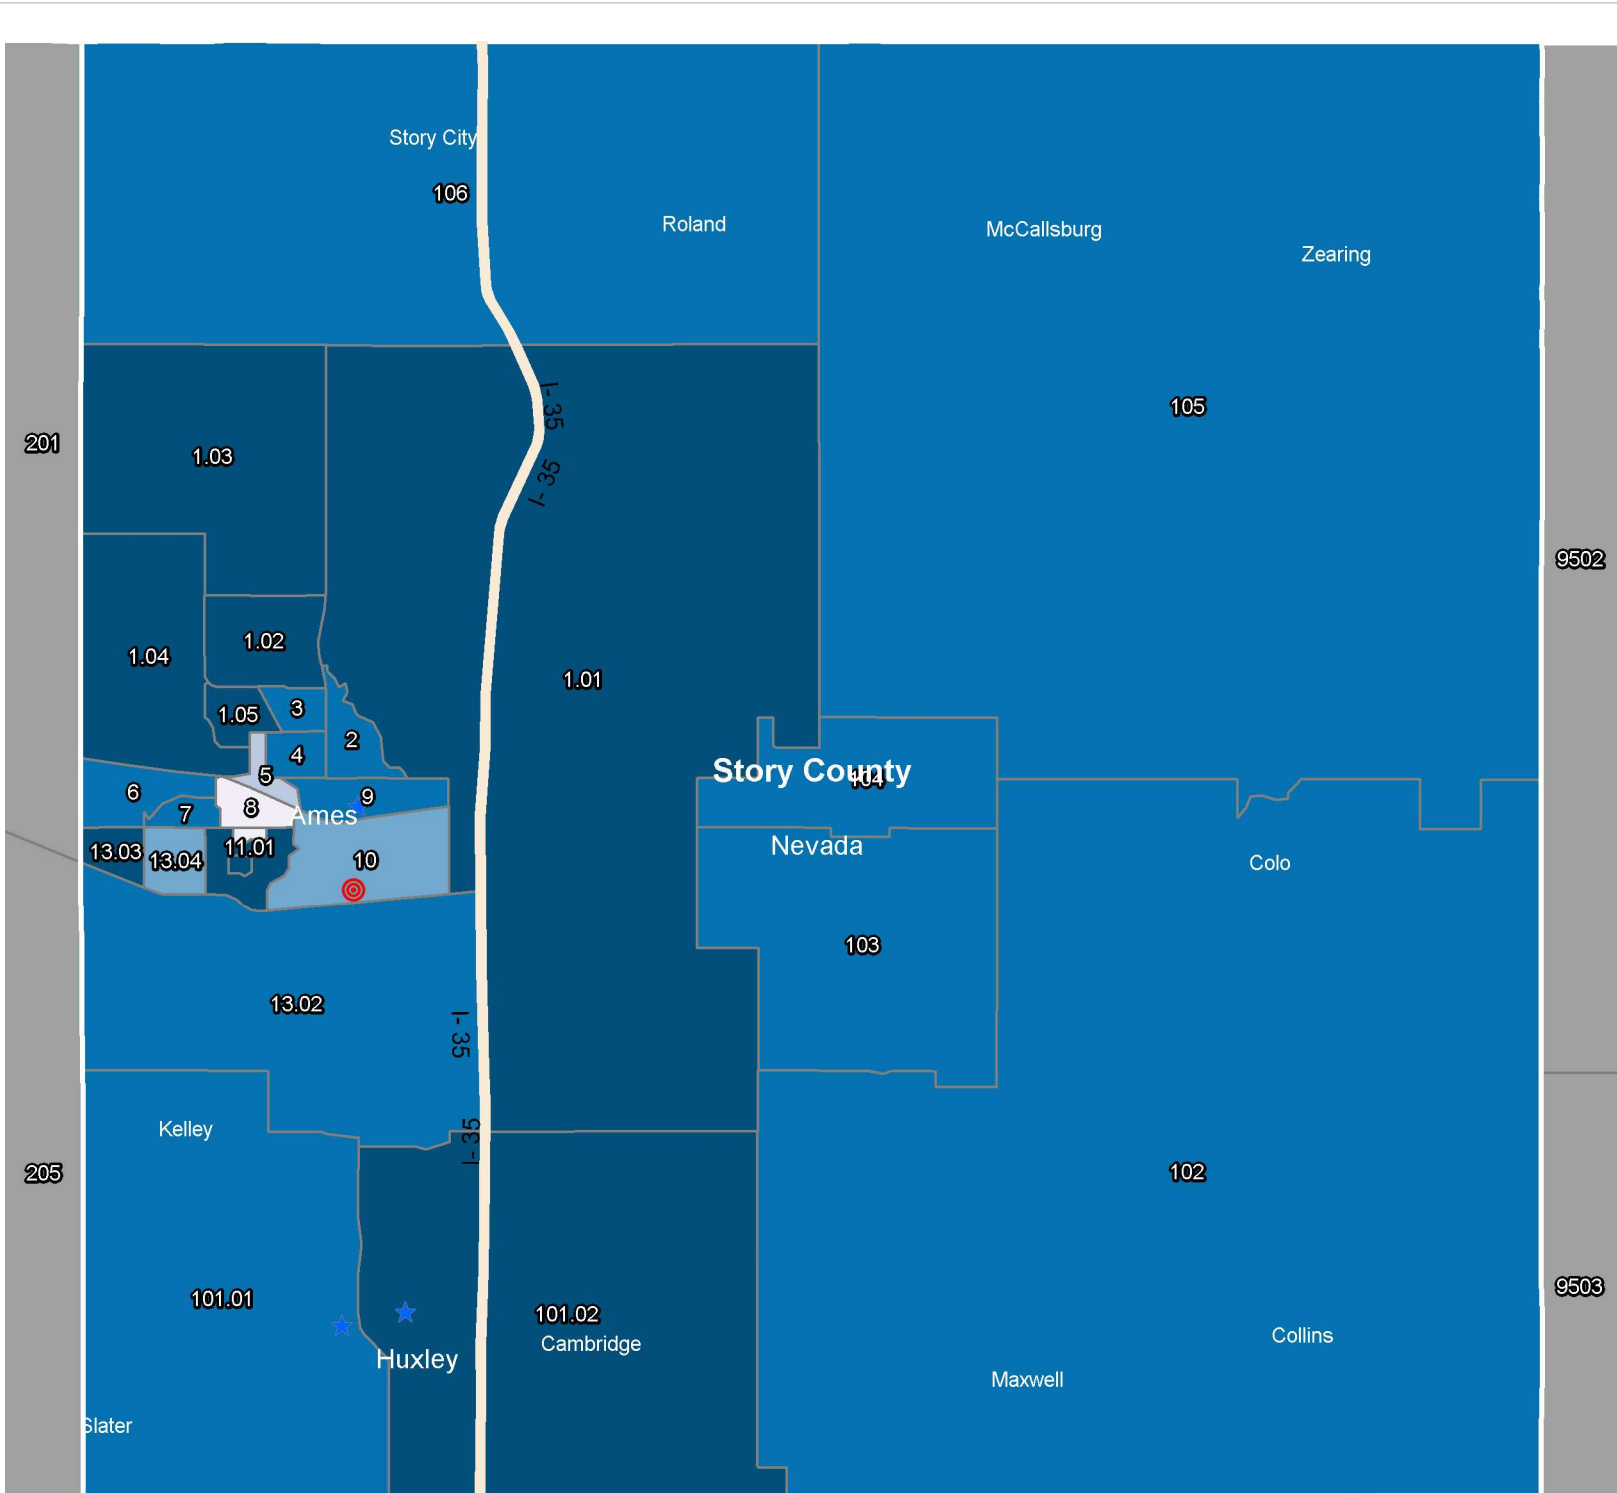 Story City
106
Roland
McCallsburg
Zearing
I- 35
105
201
1.03
I- 35
9502
1.02
1.04
1.01
3
1.05
2
4
Story County
104
5
6
9
8
7
Ames
Nevada
11.01
13.03
13.04
10
Colo
103
13.02
I- 35
Kelley
I- 35
205
102
9503
101.01
101.02
Collins
Cambridge
Huxley
Maxwell
Slater